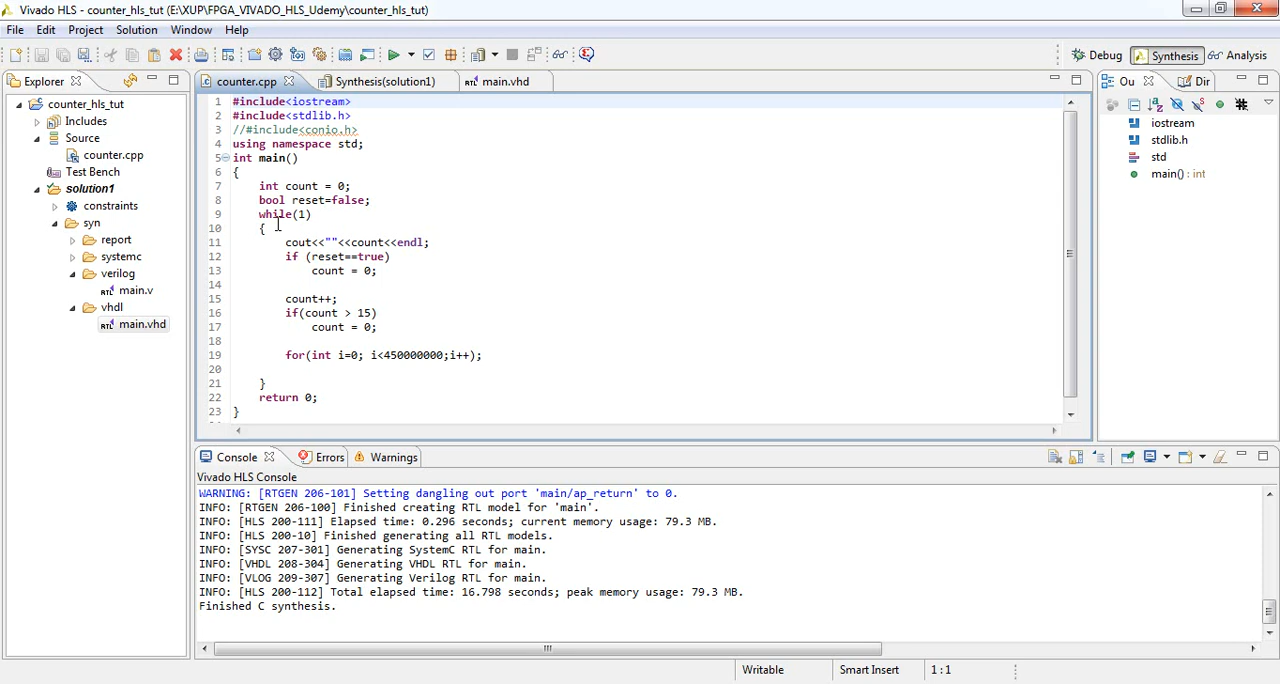 Vivado HLS - counter_hls_tut (E:\XUP\FPGA_VIVADO_HLS_Udemy\counter_hls_tut)
File Edit Project Solution Window Help
Debug Synthesis Analysis
Explorer
counter_hls_tut
Includes
Source
counter.cpp
Test Bench
solution1
constraints
syn
report
systemc
verilog
main.v
vhdl
main.vhd
counter.cpp Synthesis(solution1) main.vhd
1 #include<iostream>
2 #include<stdlib.h>
3 //#include<conio.h>
4 using namespace std;
5 int main()
6 {
7 int count = 0;
8 bool reset=false;
9 while(1)
10 {
11 cout<<""<<count<<endl;
12 if (reset==true)
13 count = 0;
14
15 count++;
16 if(count > 15)
17 count = 0;
18
19 for(int i=0; i<450000000;i++);
20
21 }
22 return 0;
23 }
Ou Dir
iostream
stdlib.h
std
main() : int
Console Errors Warnings
Vivado HLS Console
WARNING: [RTGEN 206-101] Setting dangling out port 'main/ap_return' to 0.
INFO: [RTGEN 206-100] Finished creating RTL model for 'main'.
INFO: [HLS 200-111] Elapsed time: 0.296 seconds; current memory usage: 79.3 MB.
INFO: [HLS 200-10] Finished generating all RTL models.
INFO: [SYSC 207-301] Generating SystemC RTL for main.
INFO: [VHDL 208-304] Generating VHDL RTL for main.
INFO: [VLOG 209-307] Generating Verilog RTL for main.
INFO: [HLS 200-112] Total elapsed time: 16.798 seconds; peak memory usage: 79.3 MB.
Finished C synthesis.
Writable Smart Insert 1 : 1